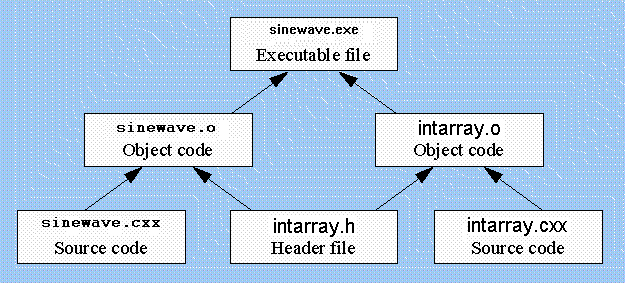 sinewave.exe
Executable file
sinewave.o
Object code
intarray.o
Object code
sinewave.cxx
Source code
intarray.h
Header file
intarray.cxx
Source code